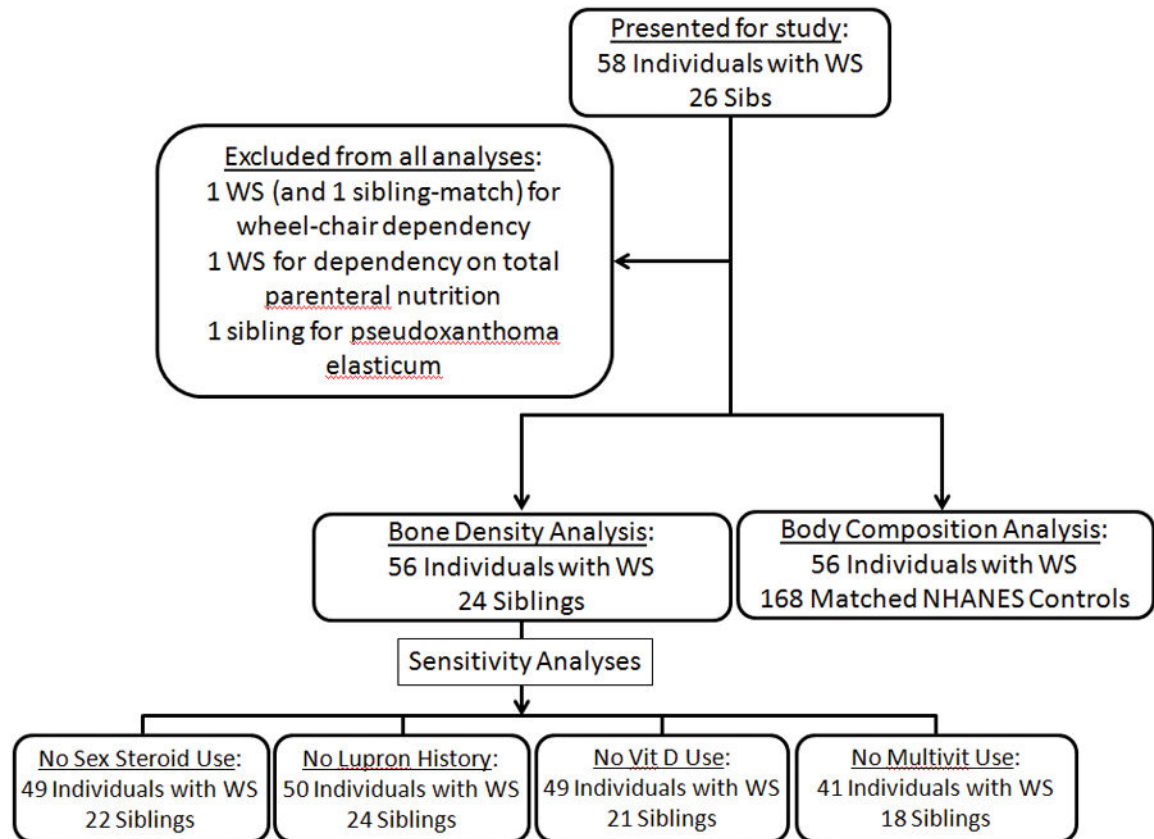 Presented for study:
58 Individuals with WS
26 Sibs
Excluded from all analyses:
1 WS (and 1 sibling-match) for
wheel-chair dependency
1 WS for dependency on total
parenteral nutrition
1 sibling for pseudoxanthoma
elasticum
Bone Density Analysis:
56 Individuals with WS
24 Siblings
Body Composition Analysis:
56 Individuals with WS
168 Matched NHANES Controls
Sensitivity Analyses
No Sex Steroid Use:
49 Individuals with WS
22 Siblings
No Lupron History:
50 Individuals with WS
24 Siblings
No Vit D Use:
49 Individuals with WS
21 Siblings
No Multivit Use:
41 Individuals with WS
18 Siblings